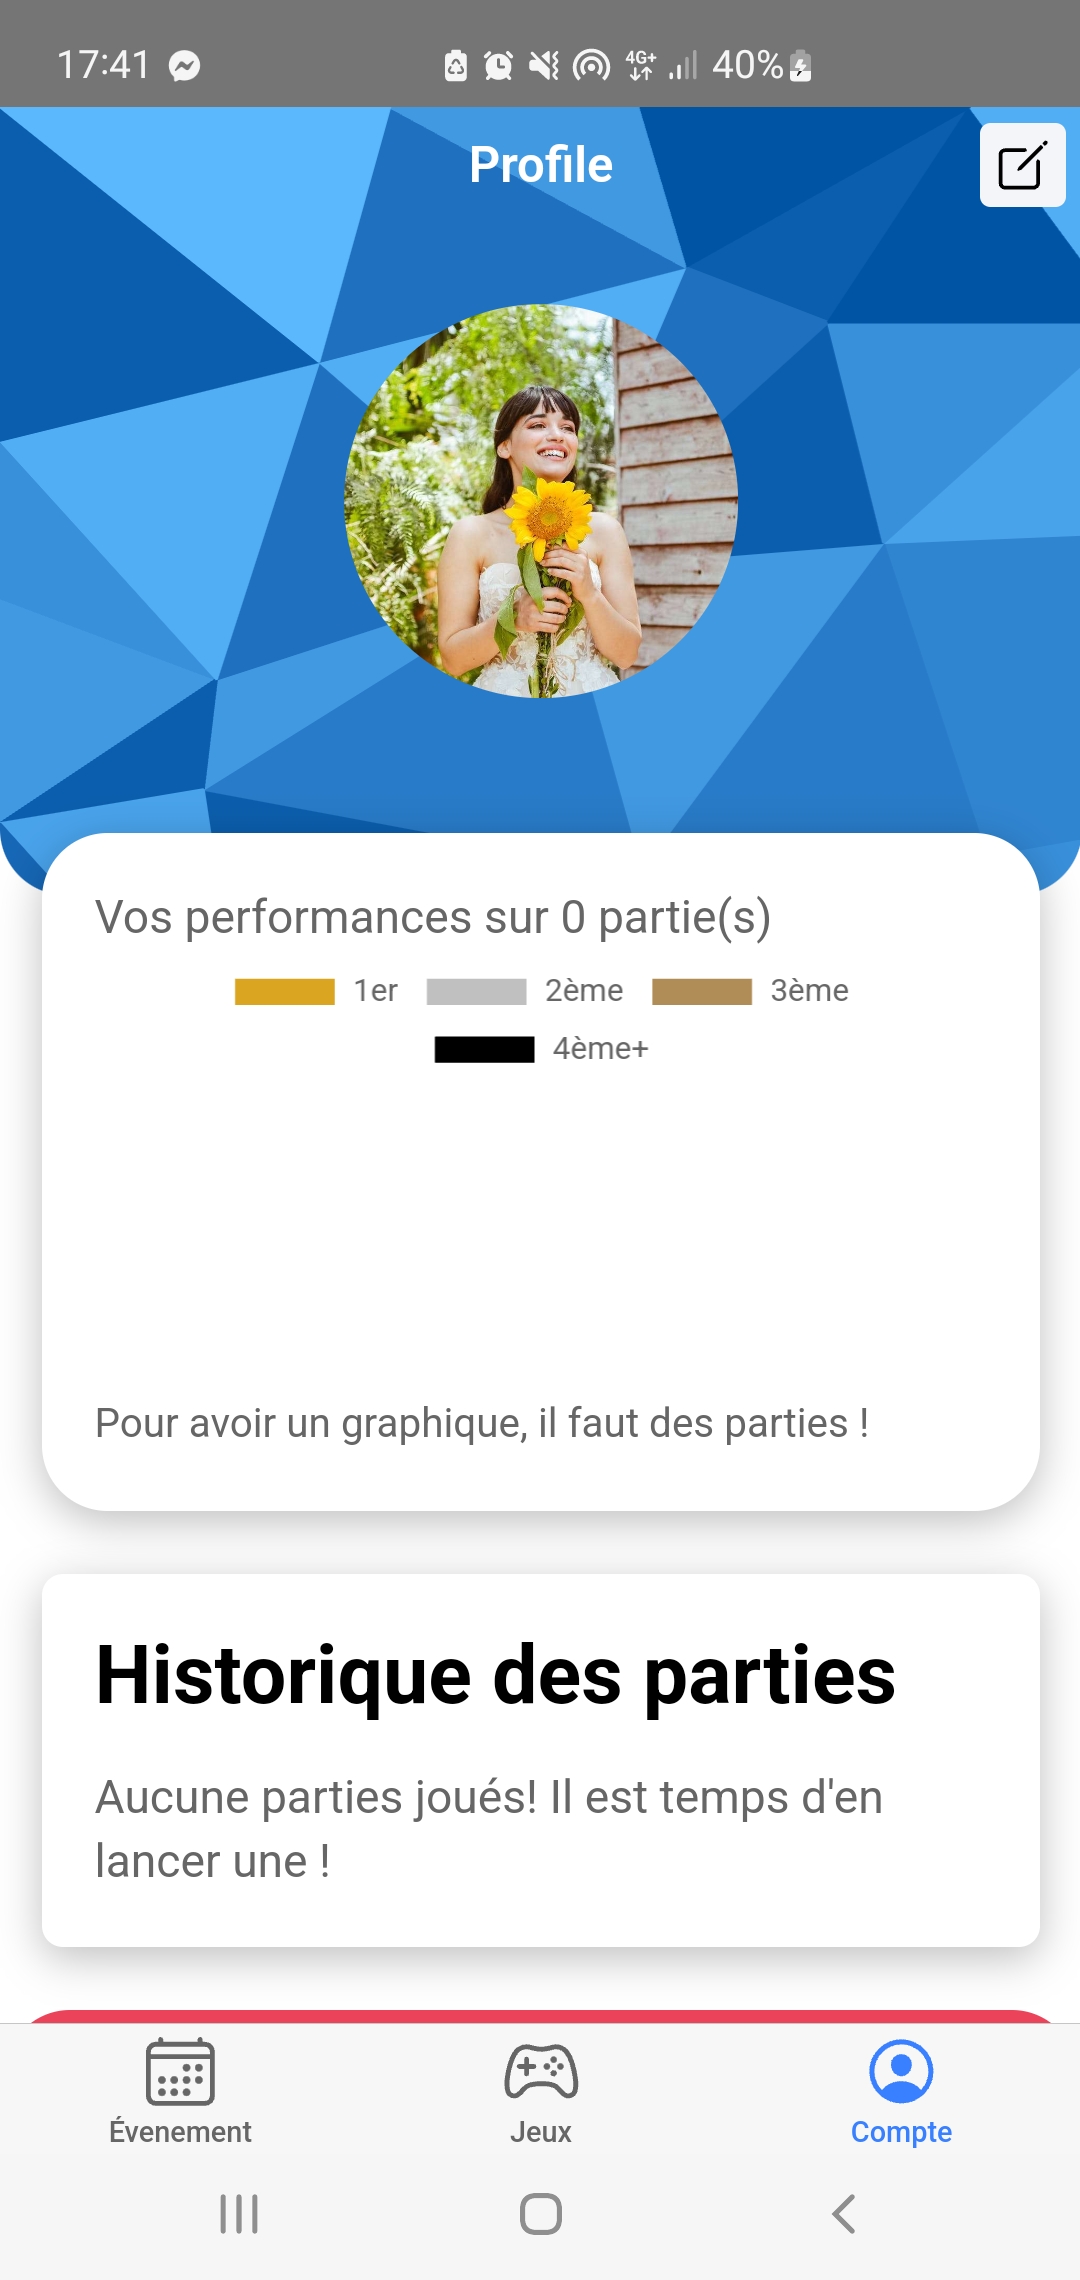 17:41
4G+
40%
Profile
Vos performances sur 0 partie(s)
1er 2ème 3ème
4ème+
Pour avoir un graphique, il faut des parties !
Historique des parties
Aucune parties joués! Il est temps d'en
lancer une !
Évenement Jeux Compte